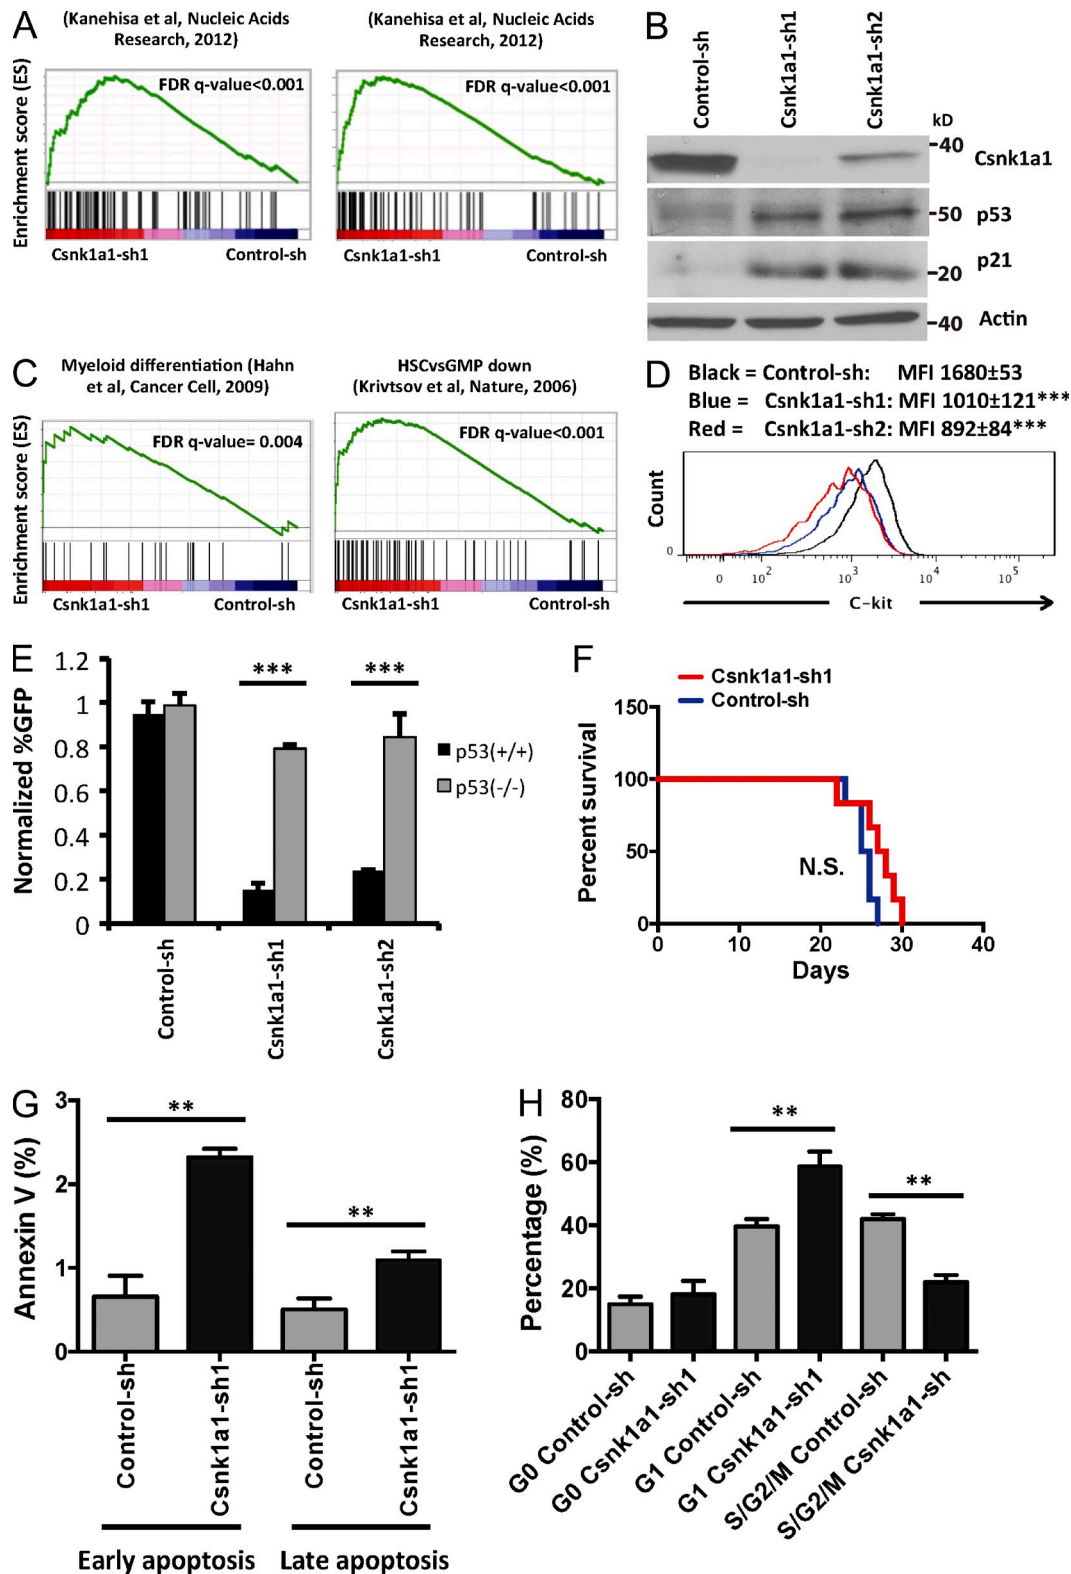 A
(Kanehisa et al, Nucleic Acids
Research, 2012)
(Kanehisa et al, Nucleic Acids
Research, 2012)
Enrichment score (ES)
FDR q-value<0.001
FDR q-value<0.001
Csnk1a1-sh1
Control-sh
Csnk1a1-sh1
Control-sh
B
Control-sh
Csnk1a1-sh1
Csnk1a1-sh2
kD
40
Csnk1a1
50
p53
20
p21
40
Actin
C
Myeloid differentiation (Hahn
et al, Cancer Cell, 2009)
HSCvsGMP down
(Krivtsov et al, Nature, 2006)
Enrichment score (ES)
FDR q-value= 0.004
FDR q-value<0.001
Csnk1a1-sh1
Control-sh
Csnk1a1-sh1
Control-sh
D
Black = Control-sh: MFI 1680±53
Blue = Csnk1a1-sh1: MFI 1010±121***
Red = Csnk1a1-sh2: MFI 892±84***
Count
0
0 10² 10³ 10⁴ 10⁵
C-kit
E
Normalized %GFP
1.2
1
0.8
0.6
0.4
0.2
0
***
***
p53(+/+)
p53(-/-)
Control-sh
Csnk1a1-sh1
Csnk1a1-sh2
F
Csnk1a1-sh1
Control-sh
Percent survival
150
100
50
0
N.S.
0 10 20 30 40
Days
G
Annexin V (%)
3
2
1
0
**
**
Control-sh
Csnk1a1-sh1
Control-sh
Csnk1a1-sh1
Early apoptosis
Late apoptosis
H
Percentage (%)
80
60
40
20
0
**
**
G0 Control-sh
G0 Csnk1a1-sh1
G1 Control-sh
G1 Csnk1a1-sh1
S/G2/M Control-sh
S/G2/M Csnk1a1-sh